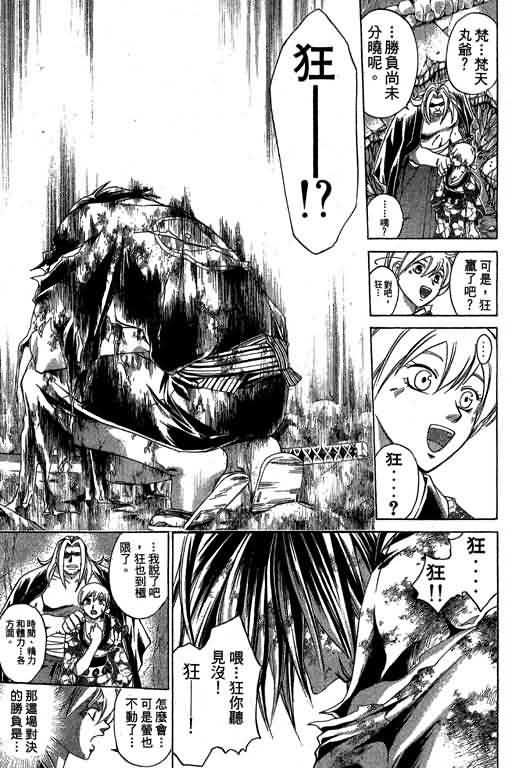 梵…梵天
丸爺？
…勝負尚未
分曉呢。
……咦？
可是，狂
贏了吧？
對吧，
狂…
…
狂…？
狂
——
!?
狂…
狂!!
喂…狂你聽
見沒！
狂——！
…我說了吧
，狂也到極
限了。
時間、精力
和體力…各
方面。
怎麼會…
可是螢也
不動了…
那這場對決
的勝負是…